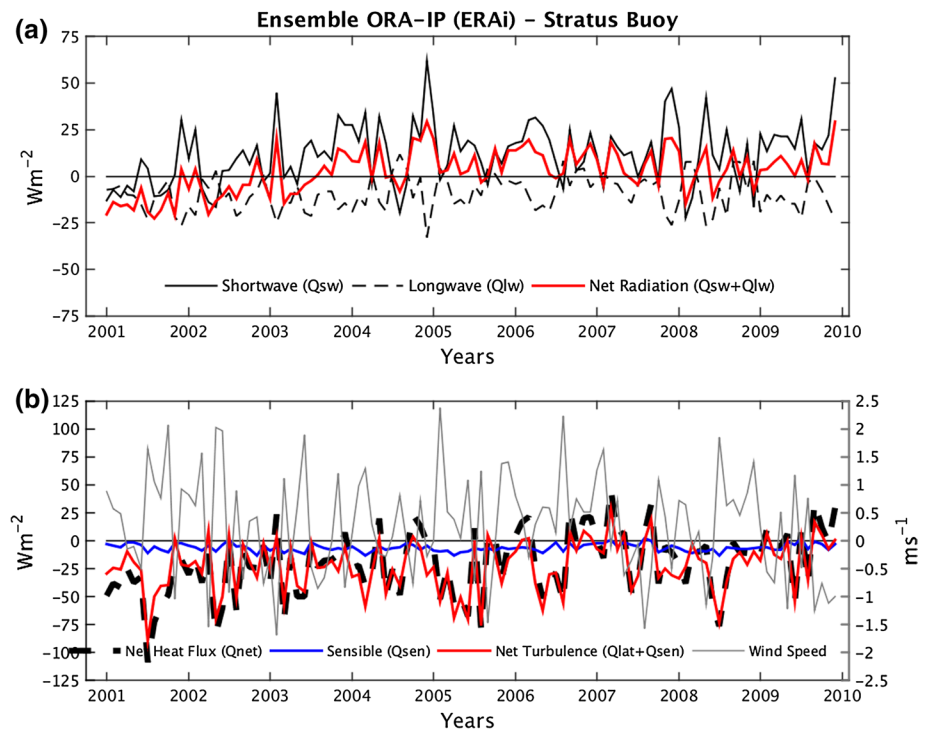 Ensemble ORA-IP (ERAi) - Stratus Buoy
(a)
75
50
25
0
-25
-50
-75
Wm-2
Shortwave (Qsw) Longwave (Qlw) Net Radiation (Qsw+Qlw)
2001 2002 2003 2004 2005 2006 2007 2008 2009 2010
Years
(b)
125
100
75
50
25
0
-25
-50
-75
-100
-125
Wm-2
2.5
2
1.5
1
0.5
0
-0.5
-1
-1.5
-2
-2.5
ms-1
Net Heat Flux (Qnet) Sensible (Qsen) Net Turbulence (Qlat+Qsen) Wind Speed
2001 2002 2003 2004 2005 2006 2007 2008 2009 2010
Years